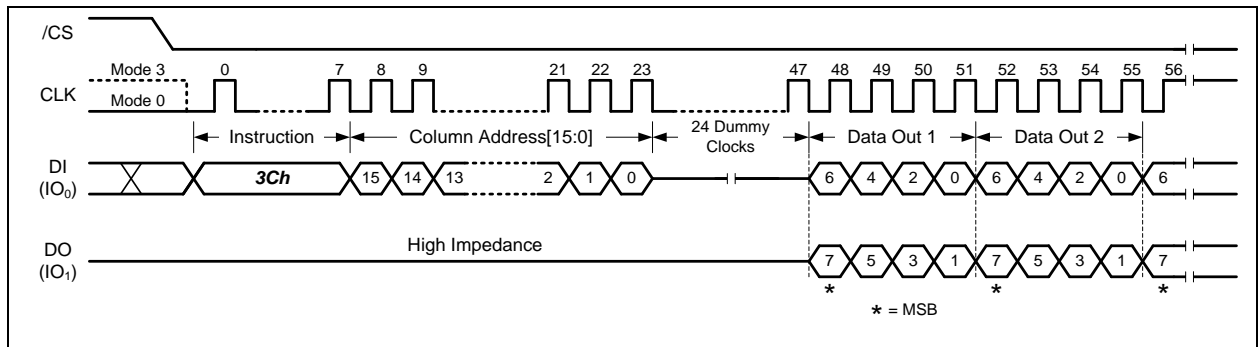 /CS
Mode 3
0 7 8 9 21 22 23 47 48 49 50 51 52 53 54 55 56
CLK
Mode 0
Instruction Column Address[15:0] 24 Dummy Clocks Data Out 1 Data Out 2
DI
(IO0)
3Ch 15 14 13 2 1 0 6 4 2 0 6 4 2 0 6
High Impedance
DO
(IO1)
7 5 3 1 7 5 3 1 7
* * *
* = MSB